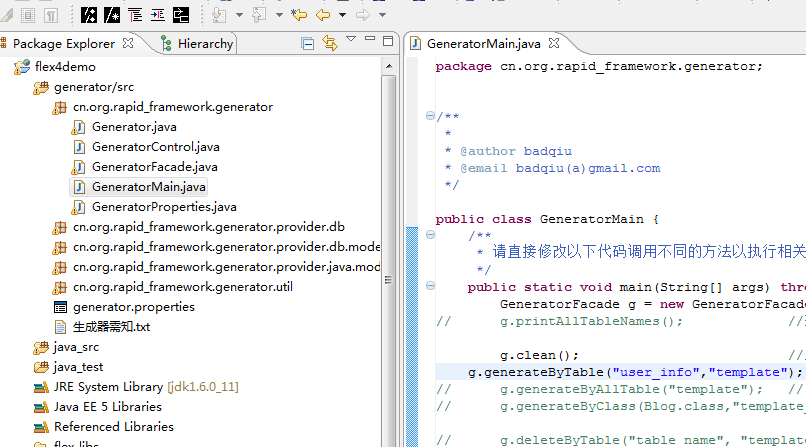 Package Explorer
Hierarchy
flex4demo
generator/src
cn.org.rapid_framework.generator
Generator.java
GeneratorControl.java
GeneratorFacade.java
GeneratorMain.java
GeneratorProperties.java
cn.org.rapid_framework.generator.provider.db
cn.org.rapid_framework.generator.provider.db.mode
cn.org.rapid_framework.generator.provider.java.mod
cn.org.rapid_framework.generator.util
generator.properties
生成器需知.txt
java_src
java_test
JRE System Library [jdk1.6.0_11]
Java EE 5 Libraries
Referenced Libraries
flex_libs
GeneratorMain.java
package cn.org.rapid_framework.generator;
/**
 *
 * @author badqiu
 * @email badqiu(a)gmail.com
 */
public class GeneratorMain {
/**
 * 请直接修改以下代码调用不同的方法以执行相关
 */
public static void main(String[] args) thr
GeneratorFacade g = new GeneratorFacad
// g.printAllTableNames(); //
g.clean(); //
g.generateByTable("user_info","template");
// g.generateByAllTable("template"); //
// g.generateByClass(Blog.class,"template_
// g.deleteByTable("table_name", "templat